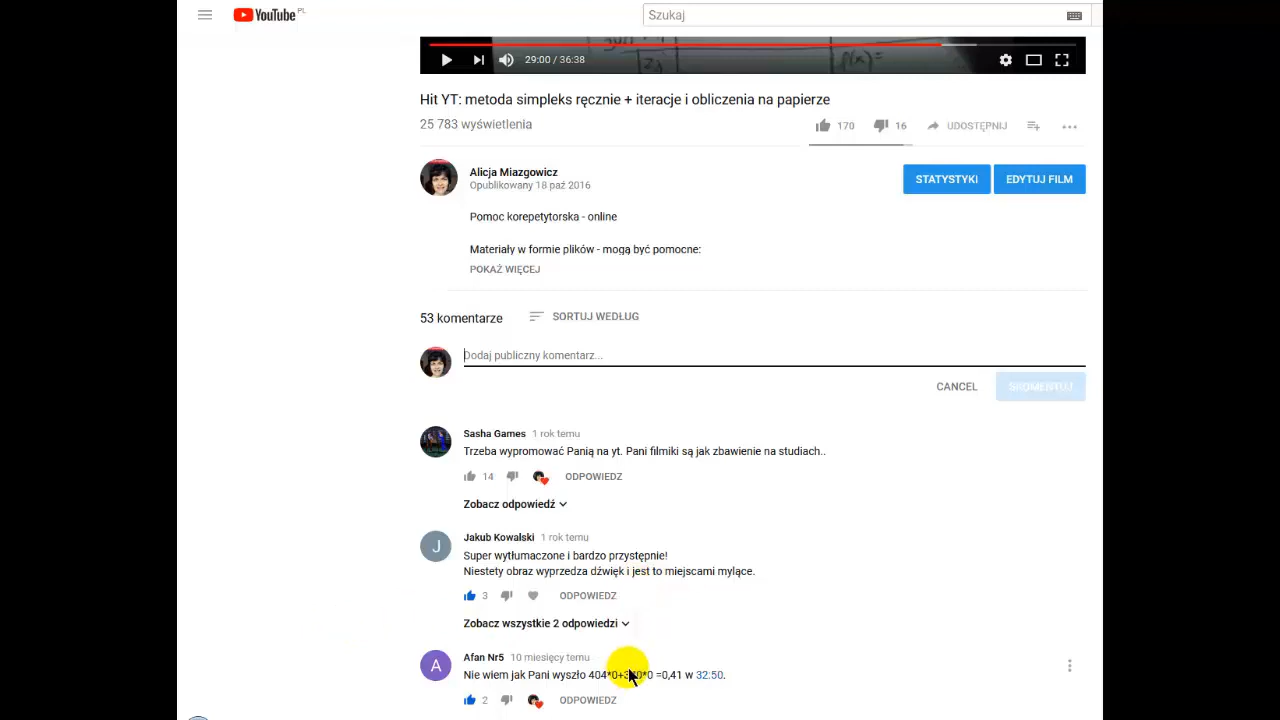 YouTube PL
Szukaj
29:00 / 36:38
Hit YT: metoda simpleks ręcznie + iteracje i obliczenia na papierze
25 783 wyświetlenia
170
16
UDOSTĘPNIJ
Alicja Miazgowicz
Opublikowany 18 paź 2016
STATYSTYKI
EDYTUJ FILM
Pomoc korepetytorska - online
Materiały w formie plików - mogą być pomocne:
POKAŻ WIĘCEJ
53 komentarze
SORTUJ WEDŁUG
Dodaj publiczny komentarz...
CANCEL
SKOMENTUJ
Sasha Games 1 rok temu
Trzeba wypromować Panią na yt. Pani filmiki są jak zbawienie na studiach..
14
ODPOWIEDZ
Zobacz odpowiedź
J
Jakub Kowalski 1 rok temu
Super wytłumaczone i bardzo przystępnie!
Niestety obraz wyprzedza dźwięk i jest to miejscami mylące.
3
ODPOWIEDZ
Zobacz wszystkie 2 odpowiedzi
A
Afan Nr5 10 miesięcy temu
Nie wiem jak Pani wyszło =0,41 w 32:50.
2
ODPOWIEDZ